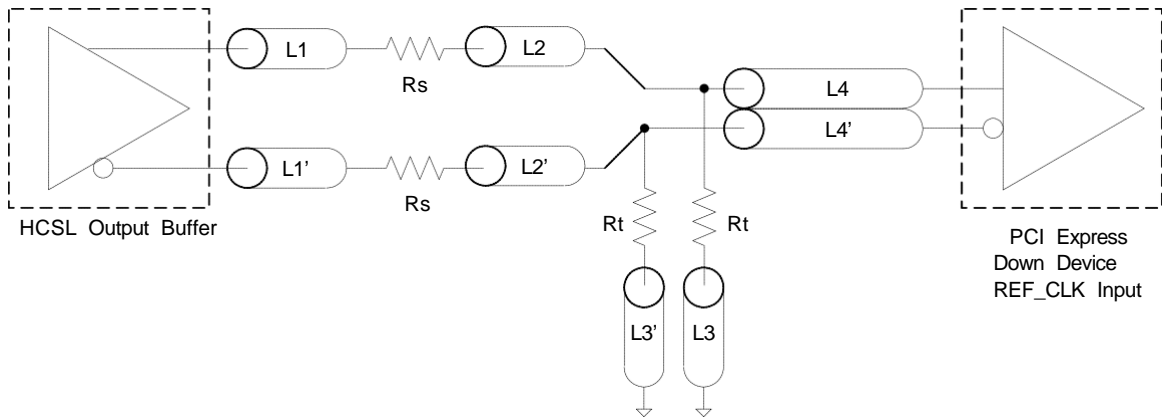 L1
Rs
L2
L4
L4’
L1’
Rs
L2’
HCSL Output Buffer
Rt
Rt
PCI Express
Down Device
REF_CLK Input
L3’
L3